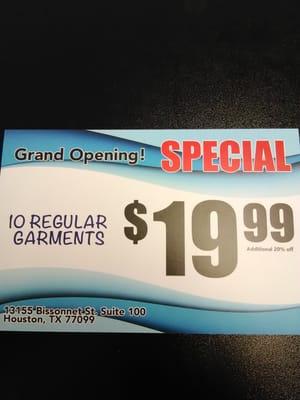 Grand Opening! SPECIAL
10 REGULAR
GARMENTS
$19.99
Additional 20% off
13155 Bissonnet St. Suite 100
Houston, TX 77099